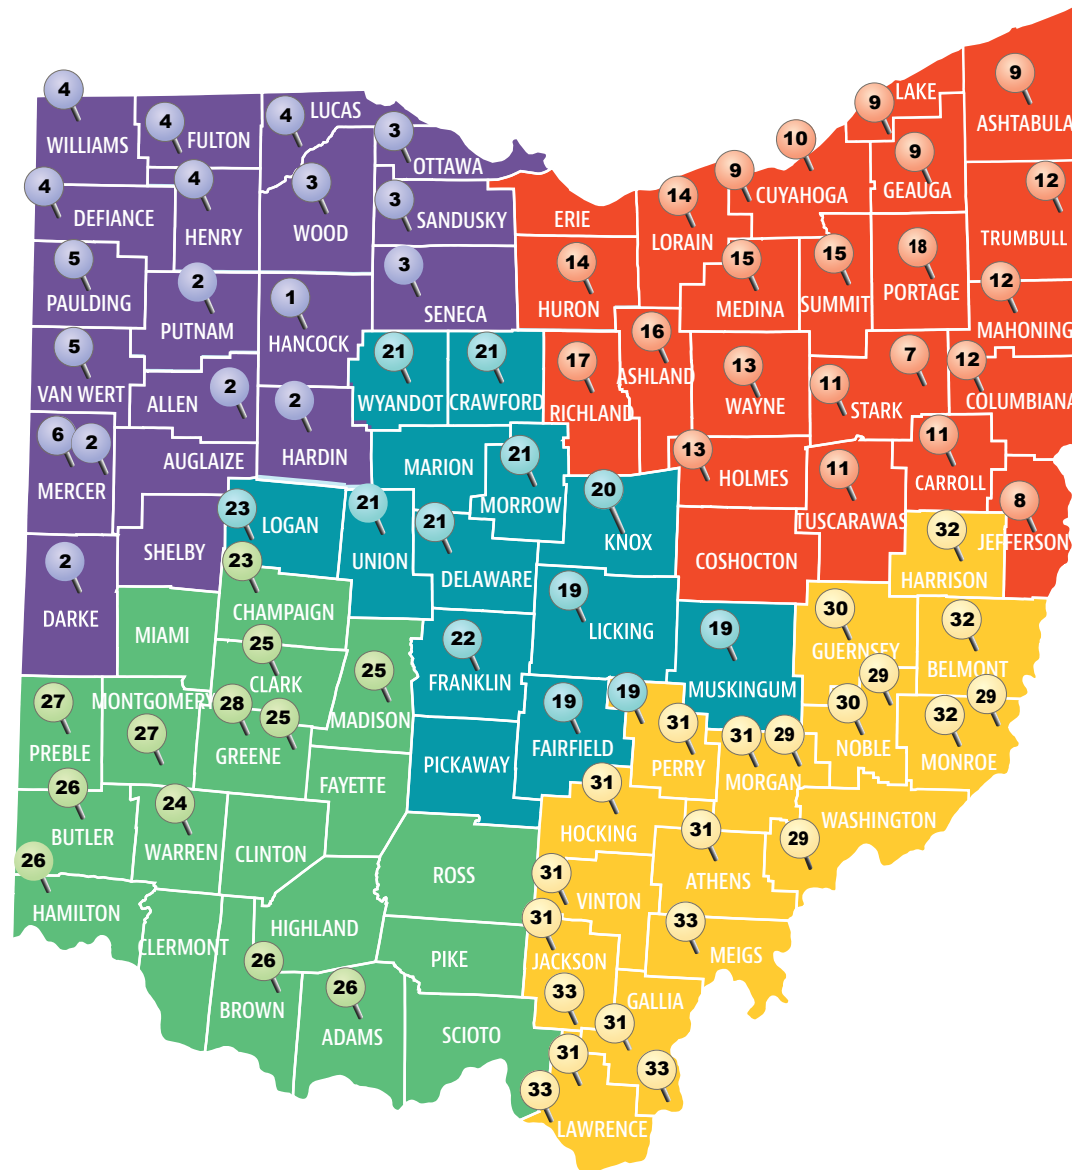 4
WILLIAMS
4
FULTON
4
LUCAS
3
OTTAWA
4
DEFIANCE
4
HENRY
3
WOOD
3
SANDUSKY
5
PAULDING
2
PUTNAM
1
HANCOCK
3
SENECA
5
VAN WERT
2
ALLEN
2
HARDIN
6
2
MERCER
AUGLAIZE
SHELBY
2
DARKE
9
LAKE
9
ASHTABULA
10
9
CUYAHOGA
9
GEAUGA
12
TRUMBULL
ERIE
14
LORAIN
14
HURON
15
MEDINA
15
SUMMIT
18
PORTAGE
12
MAHONING
17
RICHLAND
16
ASHLAND
13
WAYNE
7
11
STARK
12
COLUMBIANA
13
HOLMES
11
TUSCARAWAS
11
CARROLL
8
JEFFERSON
COSHOCTON
21
WYANDOT
21
CRAWFORD
MARION
21
MORROW
20
KNOX
23
LOGAN
21
UNION
21
DELAWARE
19
LICKING
22
FRANKLIN
19
MUSKINGUM
19
FAIRFIELD
19
PICKAWAY
23
CHAMPAIGN
MIAMI
25
CLARK
25
MADISON
27
PREBLE
MONTGOMERY
27
28
25
GREENE
FAYETTE
26
BUTLER
24
WARREN
CLINTON
ROSS
26
HAMILTON
CLERMONT
HIGHLAND
PIKE
26
BROWN
26
ADAMS
SCIOTO
32
HARRISON
30
GUERNSEY
32
BELMONT
29
30
NOBLE
29
32
MONROE
31
PERRY
31
29
MORGAN
WASHINGTON
29
31
HOCKING
31
ATHENS
31
VINTON
33
MEIGS
31
JACKSON
33
GALLIA
31
31
33
33
LAWRENCE